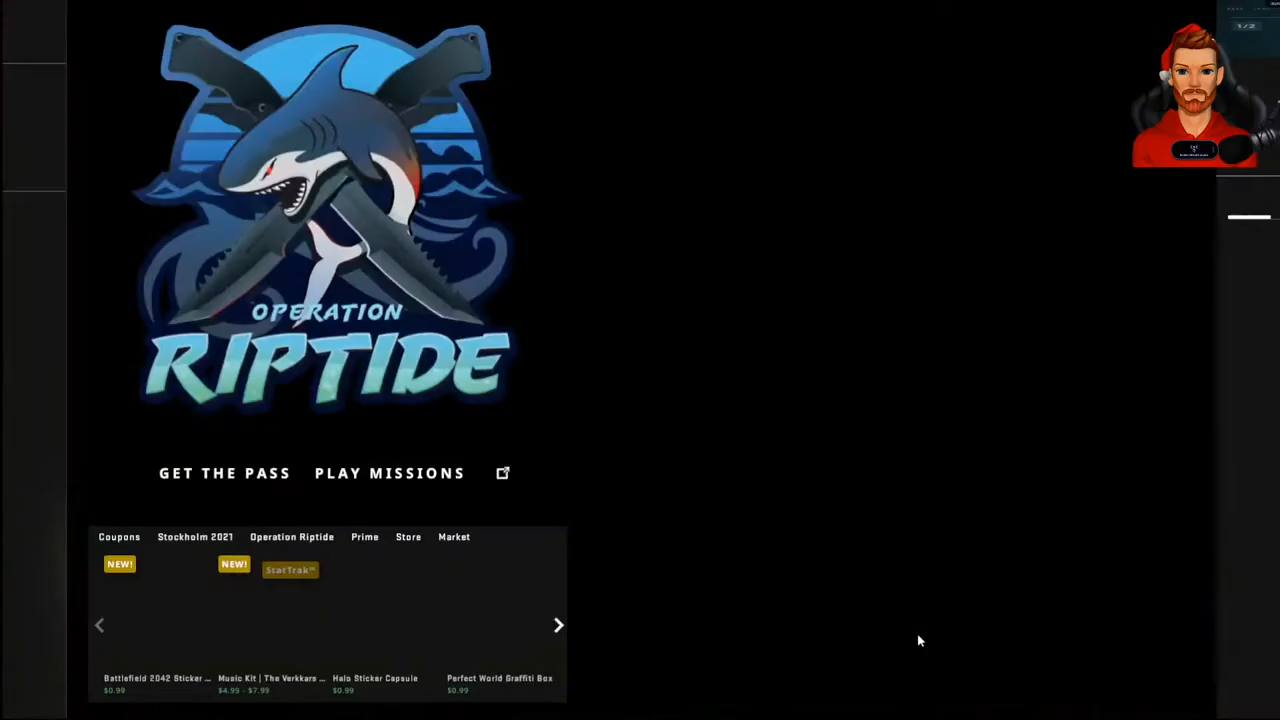 1/2
OPERATION
RIPTIDE
GET THE PASS PLAY MISSIONS
Coupons Stockholm 2021 Operation Riptide Prime Store Market
NEW! NEW! StatTrak™
Battlefield 2042 Sticker ... Music Kit | The Verkkars ... Halo Sticker Capsule Perfect World Graffiti Box
$0.99 $4.99 - $7.99 $0.99 $0.99